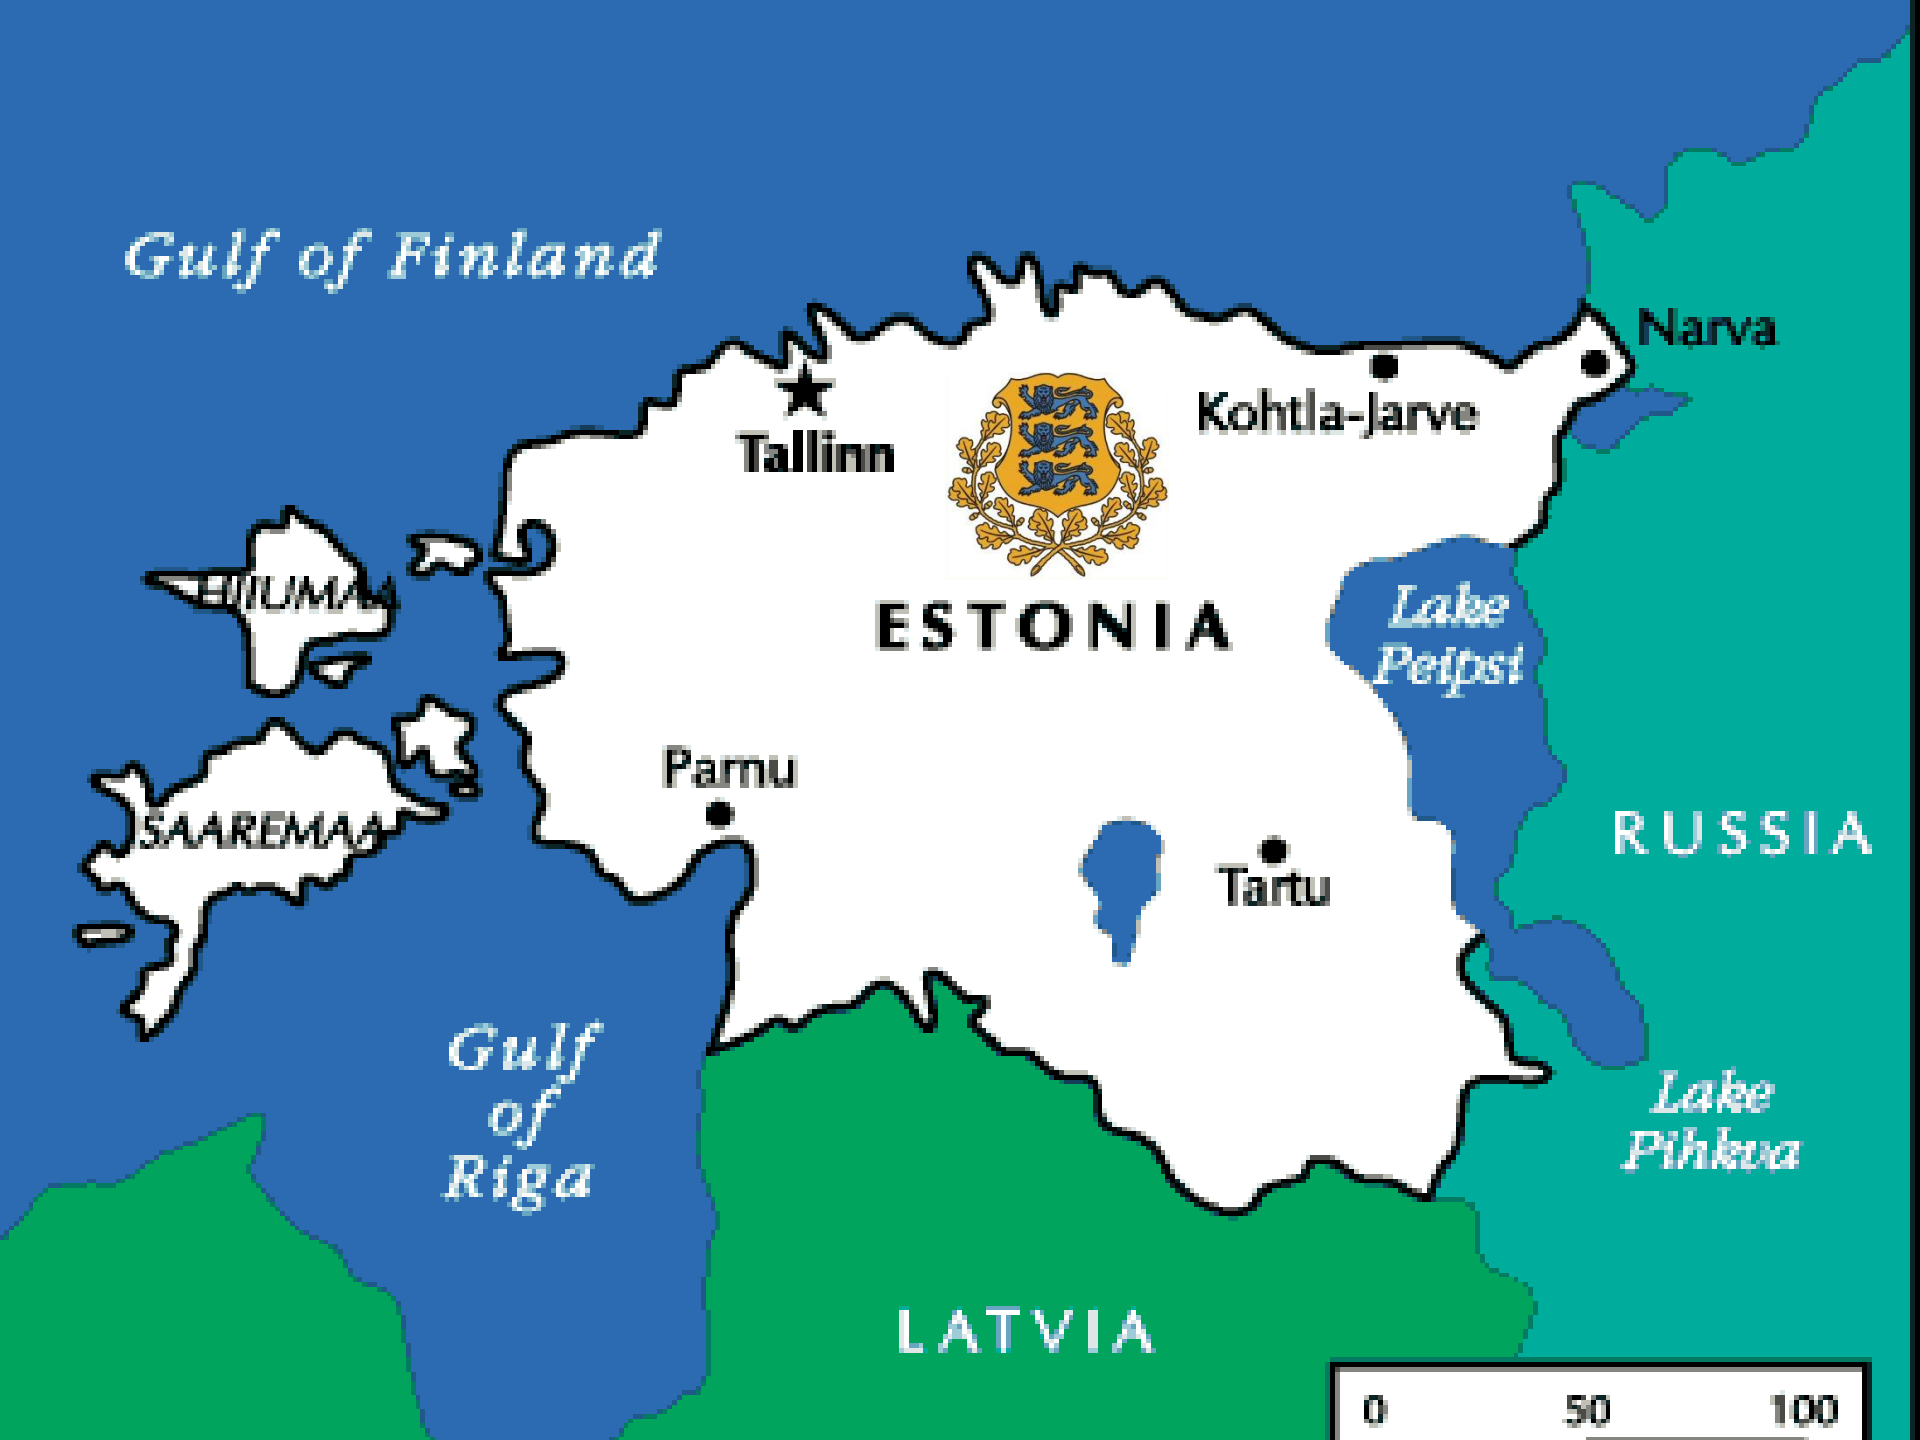 Gulf of Finland
Narva
Kohtla-Jarve
Tallinn
HIIUMAA
ESTONIA
Lake
Peipsi
Parnu
SAAREMAA
Tartu
RUSSIA
Gulf
of
Riga
Lake
Pihkva
LATVIA
0 50 100